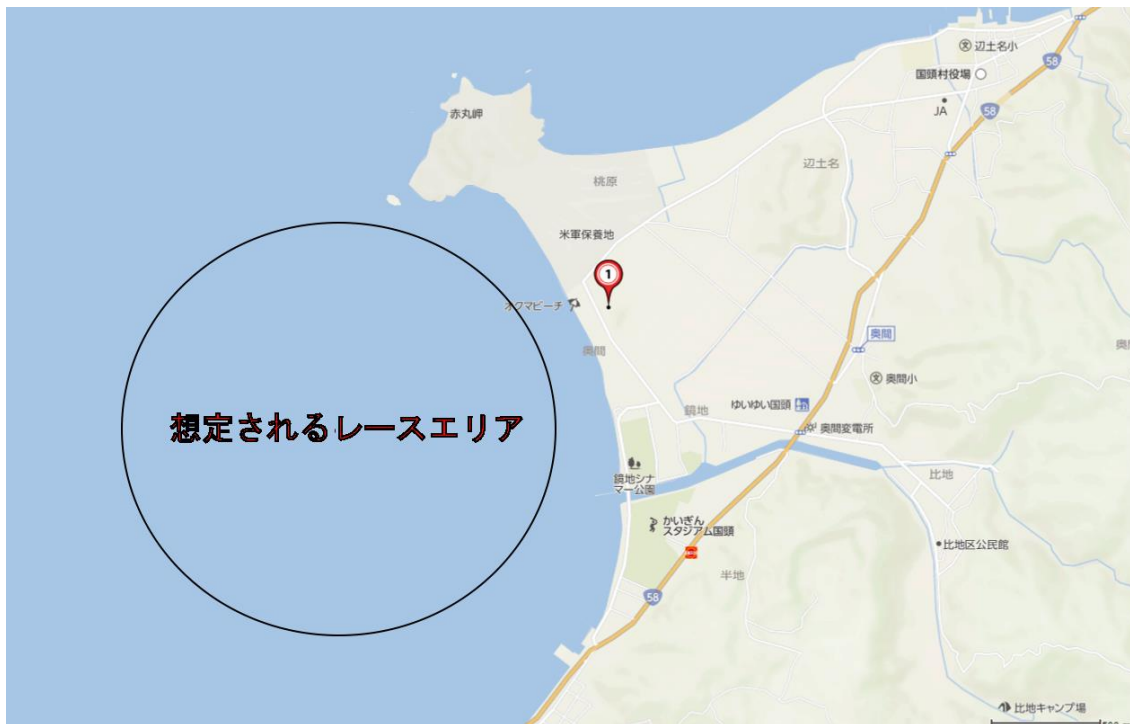 辺土名小
58
国頭村役場
JA
58
赤丸岬
辺土名
桃原
米軍保養地
1
オクマビーチ
奥間
奥間
奥間小
鏡地
ゆいゆい国頭
想定されるレースエリア
奥間変電所
鏡地シナ
マー公園
比地
かいぎん
スタジアム国頭
比地区公民館
半地
58
比地キャンプ場